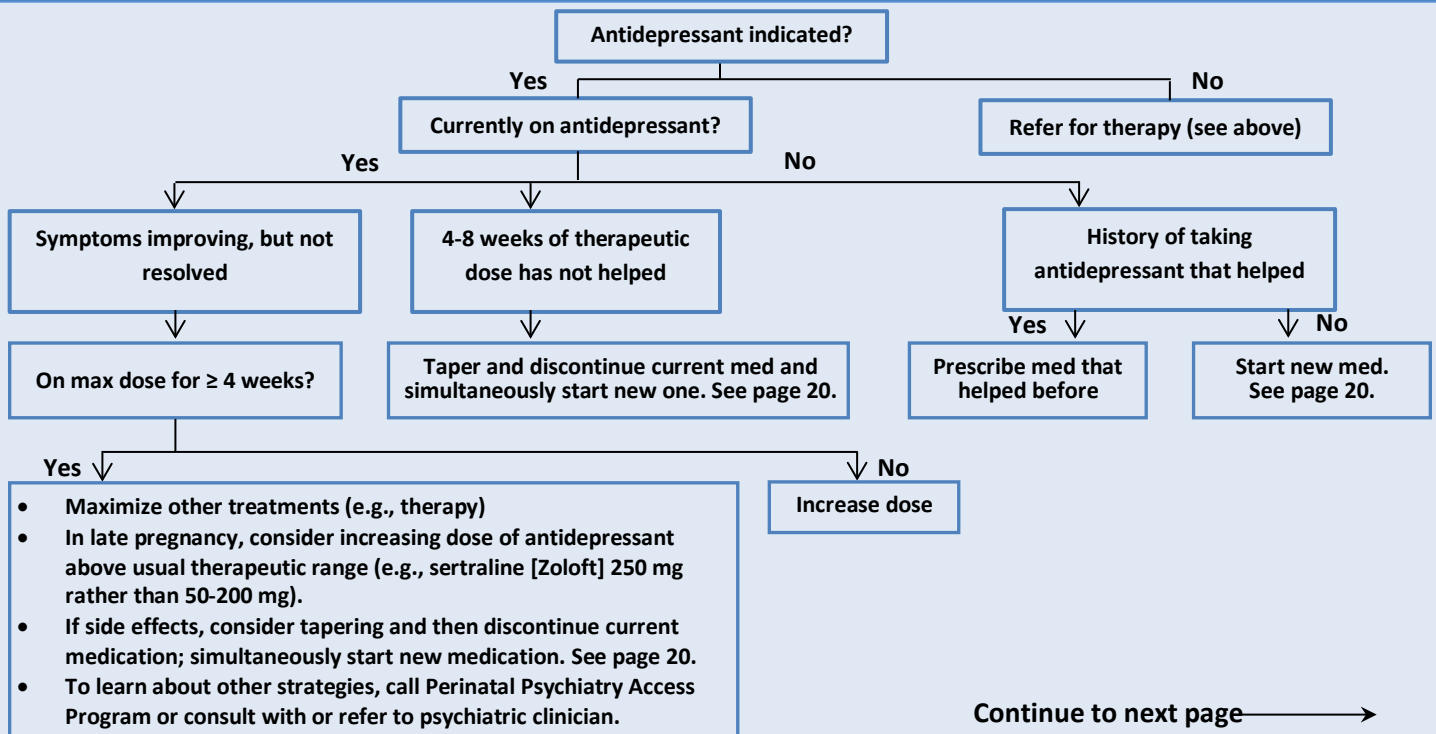 Antidepressant indicated?
Yes
No
Currently on antidepressant?
Refer for therapy (see above)
Yes
No
Symptoms improving, but not
resolved
4-8 weeks of therapeutic
dose has not helped
History of taking
antidepressant that helped
Yes
No
On max dose for ≥ 4 weeks?
Taper and discontinue current med and
simultaneously start new one. See page 20.
Prescribe med that
helped before
Start new med.
See page 20.
Yes
No
• Maximize other treatments (e.g., therapy)
• In late pregnancy, consider increasing dose of antidepressant
above usual therapeutic range (e.g., sertraline [Zoloft] 250 mg
rather than 50-200 mg).
• If side effects, consider tapering and then discontinue current
medication; simultaneously start new medication. See page 20.
• To learn about other strategies, call Perinatal Psychiatry Access
Program or consult with or refer to psychiatric clinician.
Increase dose
Continue to next page